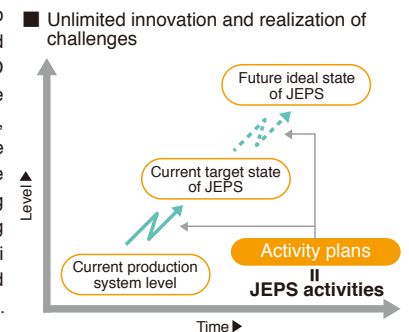 ■ Unlimited innovation and realization of
challenges
Future ideal state
of JEPS
Current target state
of JEPS
Level ▶
Activity plans
=
JEPS activities
Current production
system level
Time ▶